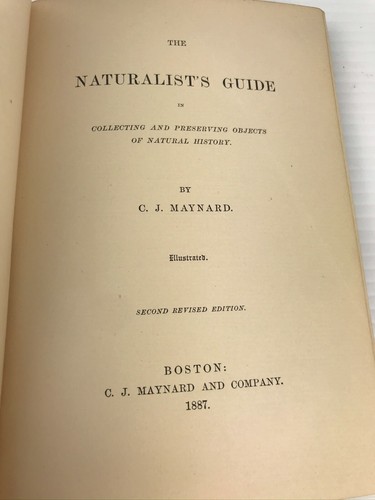 THE
NATURALIST'S GUIDE
IN
COLLECTING AND PRESERVING OBJECTS
OF NATURAL HISTORY.
BY
C. J. MAYNARD.
Illustrated.
SECOND REVISED EDITION.
BOSTON:
C. J. MAYNARD AND COMPANY.
1887.